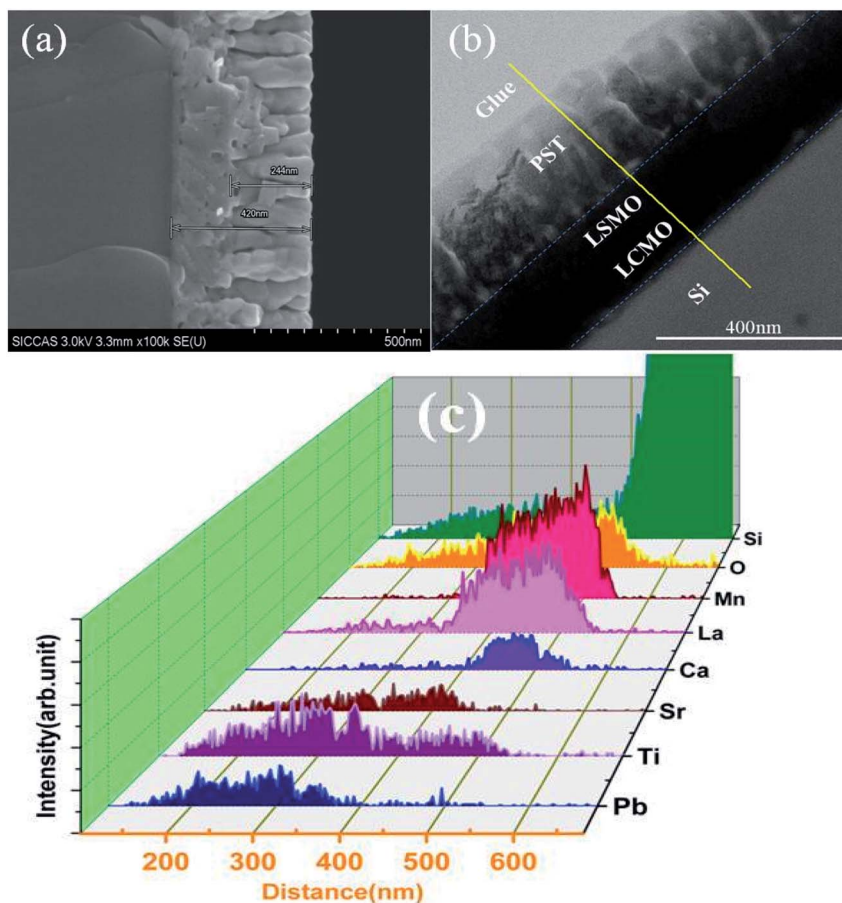 (a)
244nm
420nm
SICCAS 3.0kV 3.3mm x100k SE(U)
500nm
(b)
Glue
PST
LSMO
LCMO
Si
400nm
(c)
Si
O
Mn
La
Ca
Sr
Ti
Pb
Intensity(arb.unit)
200 300 400 500 600
Distance(nm)